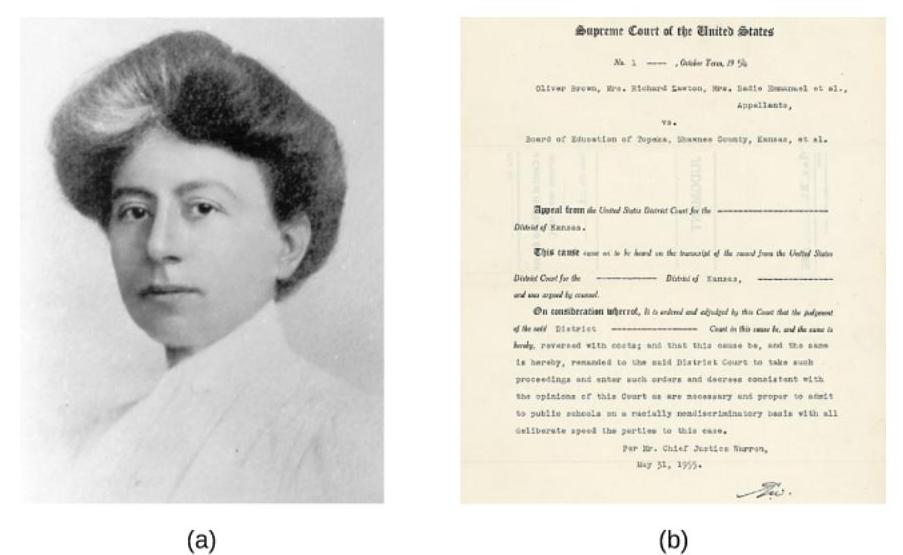 Supreme Court of the United States
No. 1 ---- , October Term, 19 54
Oliver Brown, Mrs. Richard Lawton, Mrs. Sadie Emmanuel et al.,
Appellants,
vs.
Board of Education of Topeka, Shawnee County, Kansas, et al.
Appeal from the United States District Court for the
District of Kansas.
This cause came on to be heard on the transcript of the record from the United States
District Court for the District of Kansas,
and was argued by counsel.
On consideration whereof, It is ordered and adjudged by this Court that the judgment
of the said District Court in this cause be, and the same is
hereby, reversed with costs; and that this cause be, and the same
is hereby, remanded to the said District Court to take such
proceedings and enter such orders and decrees consistent with
the opinions of this Court as are necessary and proper to admit
to public schools on a racially nondiscriminatory basis with all
deliberate speed the parties to this case.
Per Mr. Chief Justice Warren,
May 31, 1955.
(a)
(b)